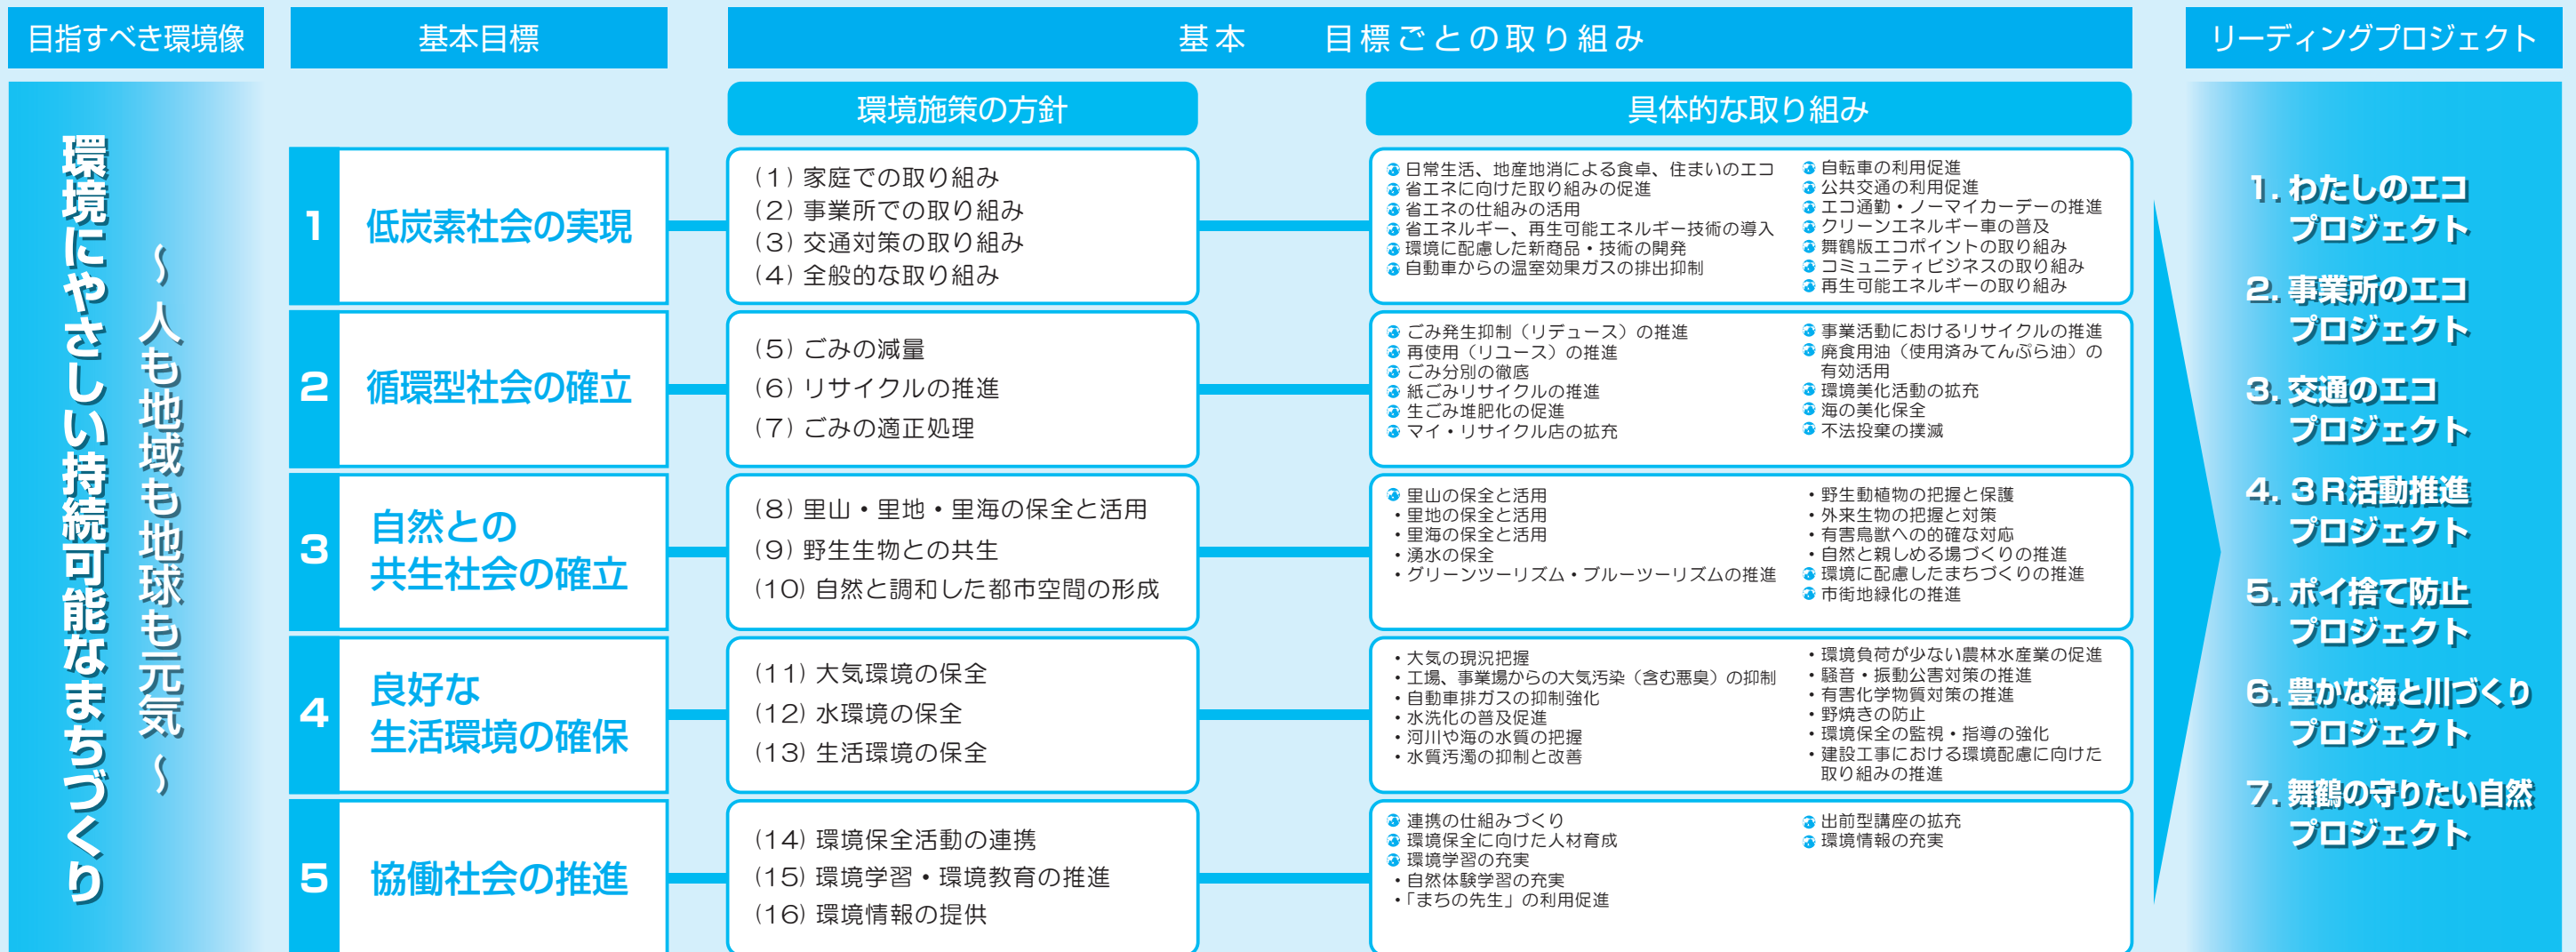 目指すべき環境像
基本目標
基本　目標ごとの取り組み
リーディングプロジェクト
環境施策の方針
具体的な取り組み
環境にやさしい持続可能なまちづくり
～人も地域も地球も元気～
1
低炭素社会の実現
(1) 家庭での取り組み
(2) 事業所での取り組み
(3) 交通対策の取り組み
(4) 全般的な取り組み
日常生活、地産地消による食卓、住まいのエコ
省エネに向けた取り組みの促進
省エネの仕組みの活用
省エネルギー、再生可能エネルギー技術の導入
環境に配慮した新商品・技術の開発
自動車からの温室効果ガスの排出抑制
自転車の利用促進
公共交通の利用促進
エコ通勤・ノーマイカーデーの推進
クリーンエネルギー車の普及
舞鶴版エコポイントの取り組み
コミュニティビジネスの取り組み
再生可能エネルギーの取り組み
2
循環型社会の確立
(5) ごみの減量
(6) リサイクルの推進
(7) ごみの適正処理
ごみ発生抑制（リデュース）の推進
再使用（リユース）の推進
ごみ分別の徹底
紙ごみリサイクルの推進
生ごみ堆肥化の促進
マイ・リサイクル店の拡充
事業活動におけるリサイクルの推進
廃食用油（使用済みてんぷら油）の
有効活用
環境美化活動の拡充
海の美化保全
不法投棄の撲滅
3
自然との
共生社会の確立
(8) 里山・里地・里海の保全と活用
(9) 野生生物との共生
(10) 自然と調和した都市空間の形成
里山の保全と活用
・里地の保全と活用
・里海の保全と活用
・湧水の保全
・グリーンツーリズム・ブルーツーリズムの推進
・野生動植物の把握と保護
・外来生物の把握と対策
・有害鳥獣への的確な対応
・自然と親しめる場づくりの推進
環境に配慮したまちづくりの推進
市街地緑化の推進
4
良好な
生活環境の確保
(11) 大気環境の保全
(12) 水環境の保全
(13) 生活環境の保全
・大気の現況把握
・工場、事業場からの大気汚染（含む悪臭）の抑制
・自動車排ガスの抑制強化
・水洗化の普及促進
・河川や海の水質の把握
・水質汚濁の抑制と改善
・環境負荷が少ない農林水産業の促進
・騒音・振動公害対策の推進
・有害化学物質対策の推進
・野焼きの防止
・環境保全の監視・指導の強化
・建設工事における環境配慮に向けた
取り組みの推進
5
協働社会の推進
(14) 環境保全活動の連携
(15) 環境学習・環境教育の推進
(16) 環境情報の提供
連携の仕組みづくり
環境保全に向けた人材育成
環境学習の充実
・自然体験学習の充実
・「まちの先生」の利用促進
出前型講座の拡充
環境情報の充実
1. わたしのエコ
プロジェクト
2. 事業所のエコ
プロジェクト
3. 交通のエコ
プロジェクト
4. 3R活動推進
プロジェクト
5. ポイ捨て防止
プロジェクト
6. 豊かな海と川づくり
プロジェクト
7. 舞鶴の守りたい自然
プロジェクト